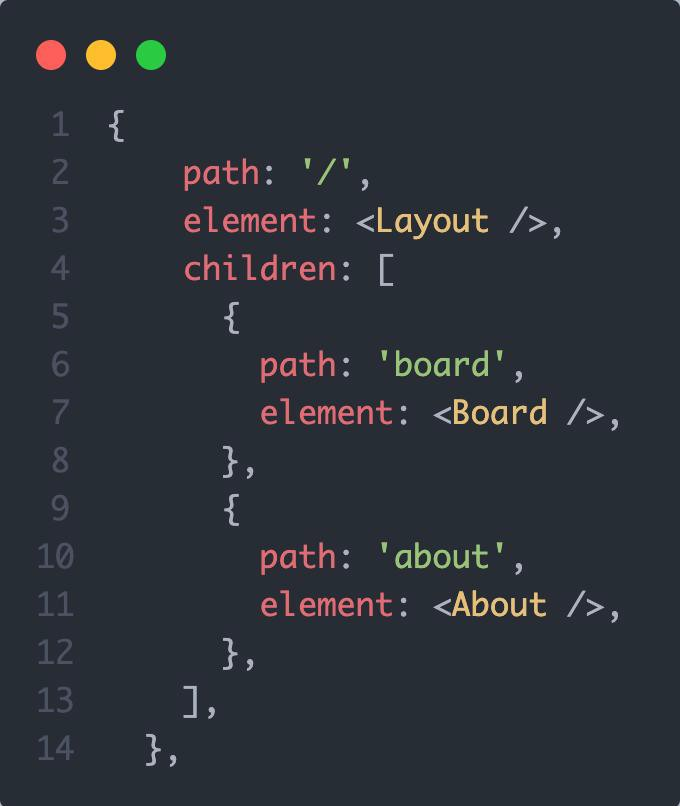 1 {
2     path: '/',
3     element: <Layout />,
4     children: [
5       {
6         path: 'board',
7         element: <Board />,
8       },
9       {
10         path: 'about',
11         element: <About />,
12       },
13     ],
14   },